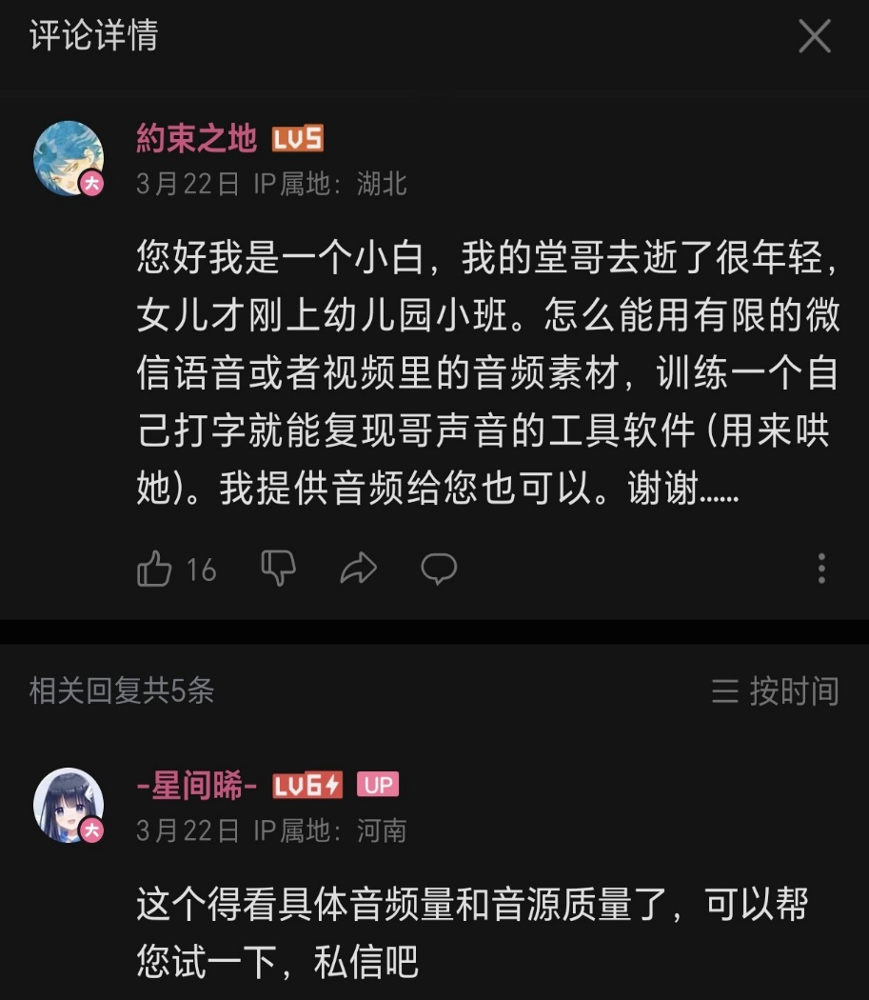 评论详情
約束之地 LV5
3月22日 IP属地：湖北
您好我是一个小白，我的堂哥去逝了很年轻，
女儿才刚上幼儿园小班。怎么能用有限的微
信语音或者视频里的音频素材，训练一个自
己打字就能复现哥声音的工具软件(用来哄
她)。我提供音频给您也可以。谢谢……
16
相关回复共5条 按时间
-星间晞- LV6 UP
3月22日 IP属地：河南
这个得看具体音频量和音源质量了，可以帮
您试一下，私信吧